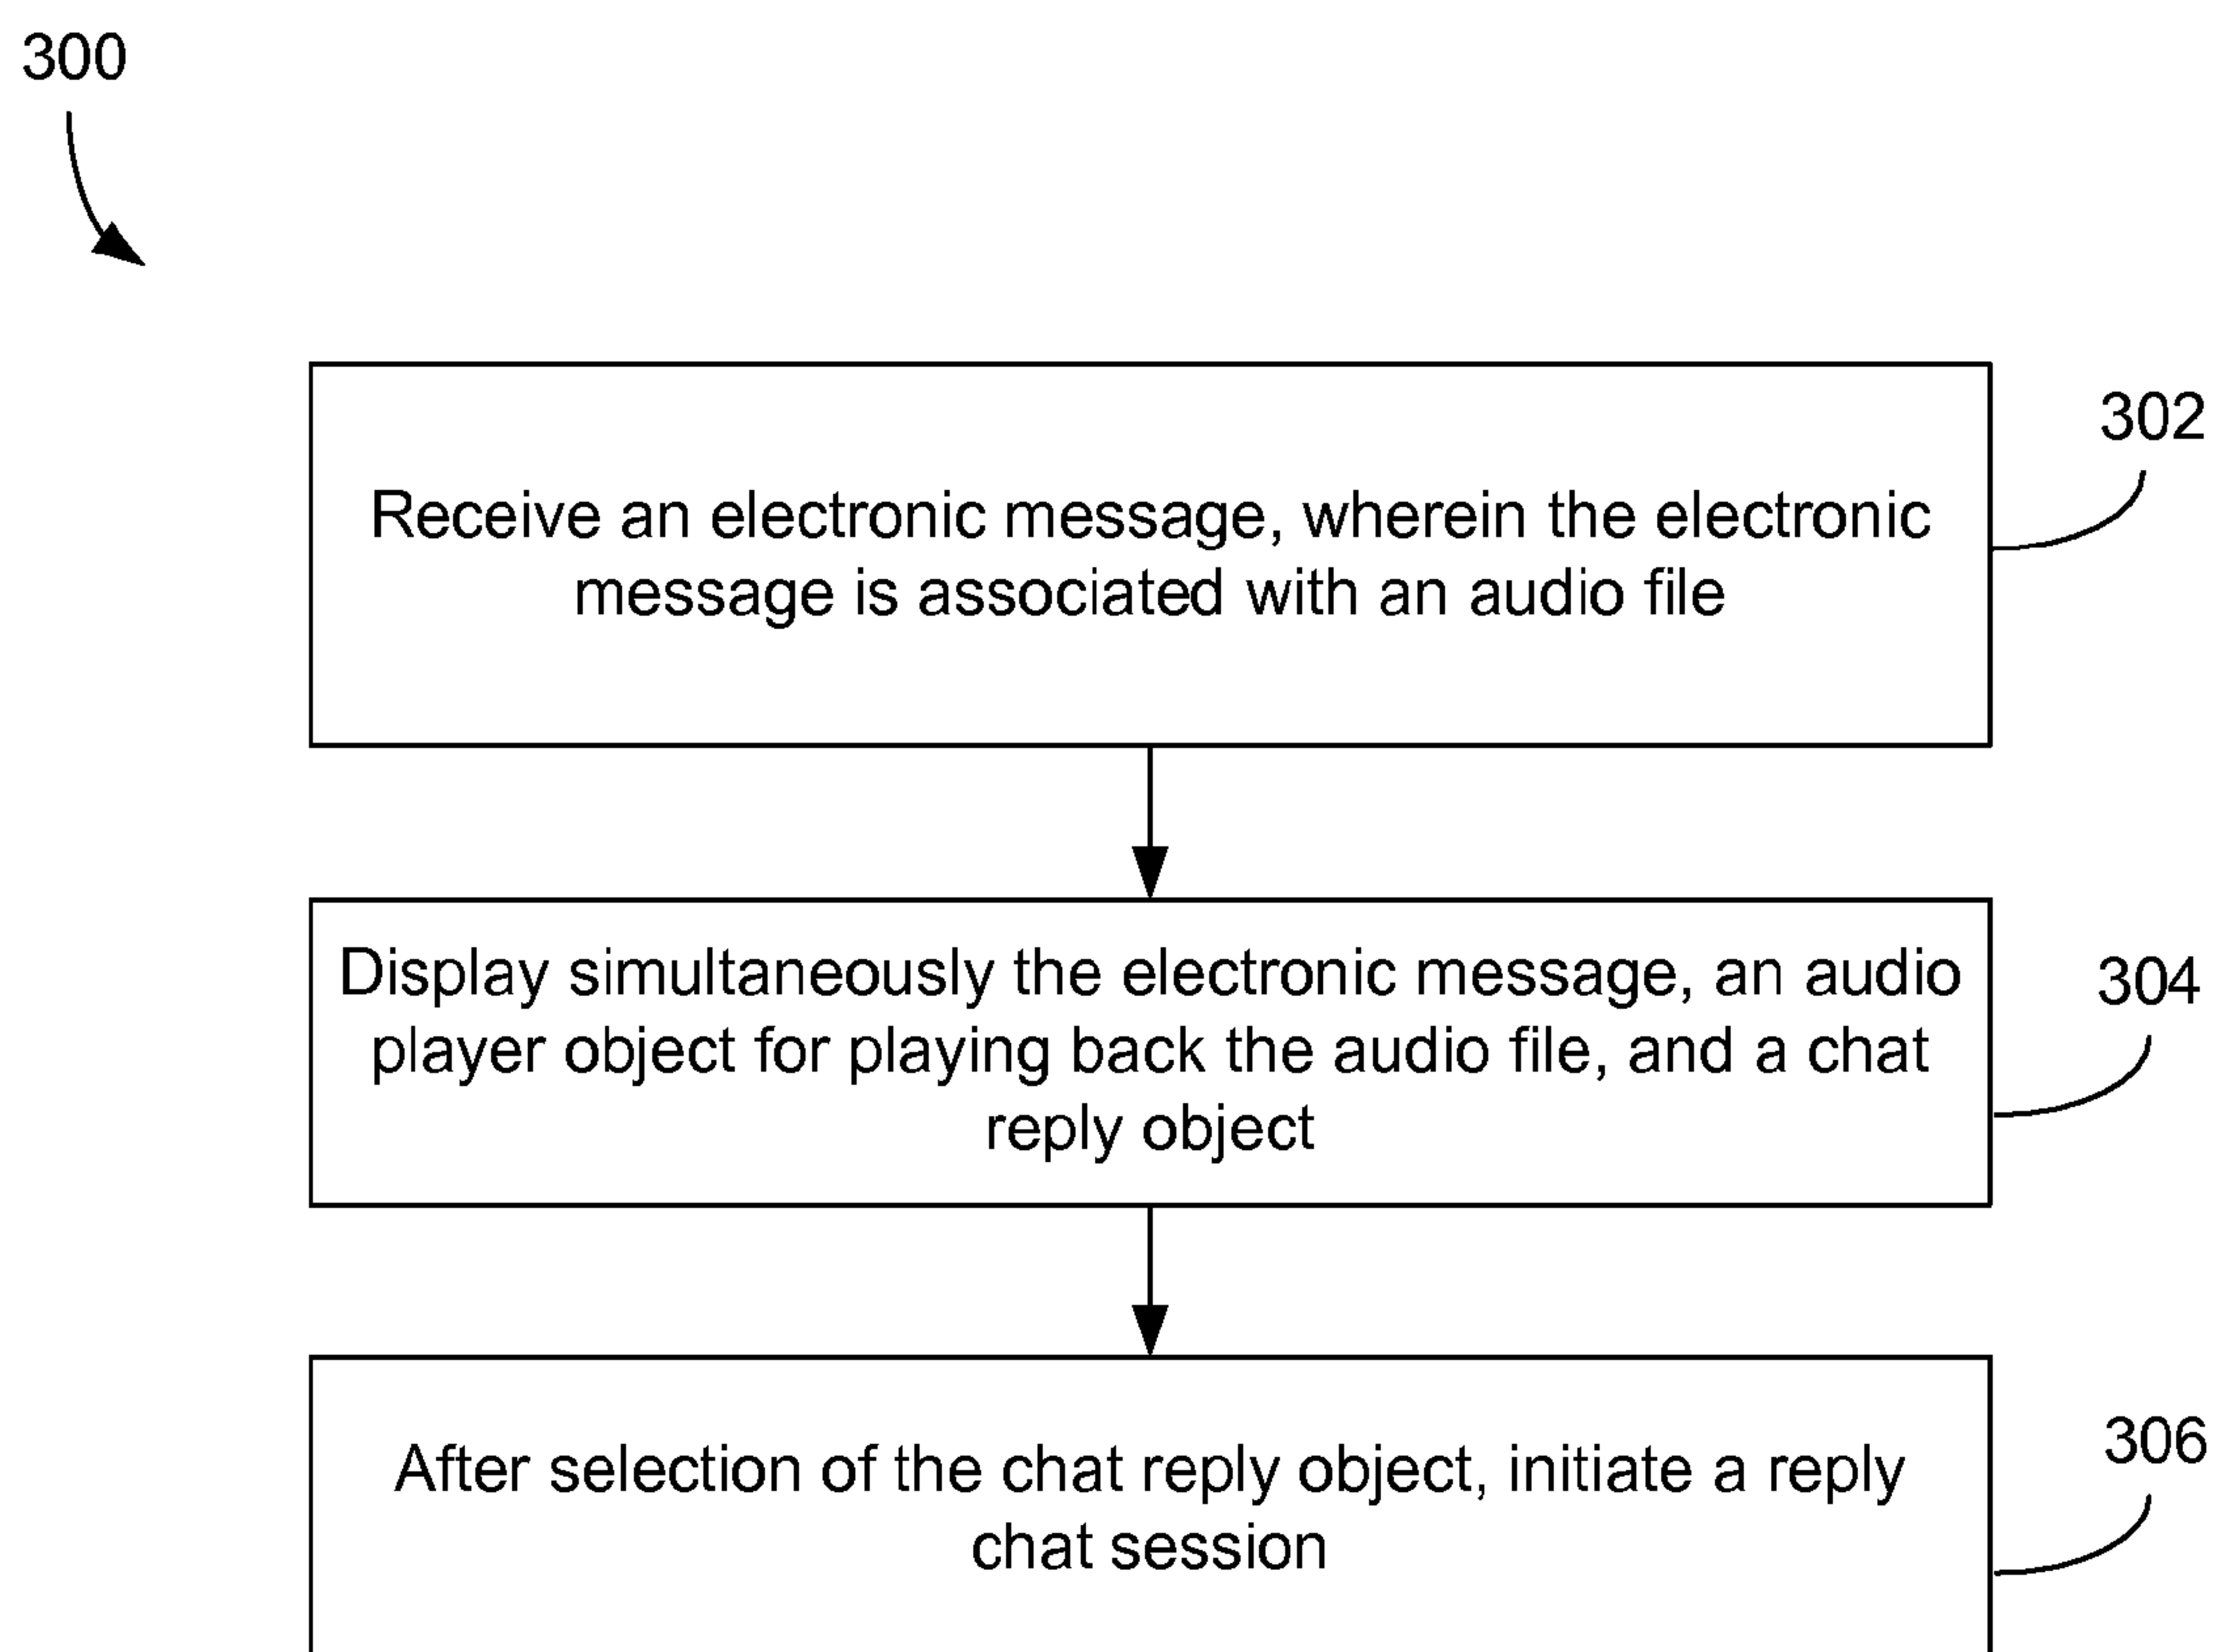 300
302
Receive an electronic message, wherein the electronic
message is associated with an audio file
304
Display simultaneously the electronic message, an audio
player object for playing back the audio file, and a chat
reply object
306
After selection of the chat reply object, initiate a reply
chat session